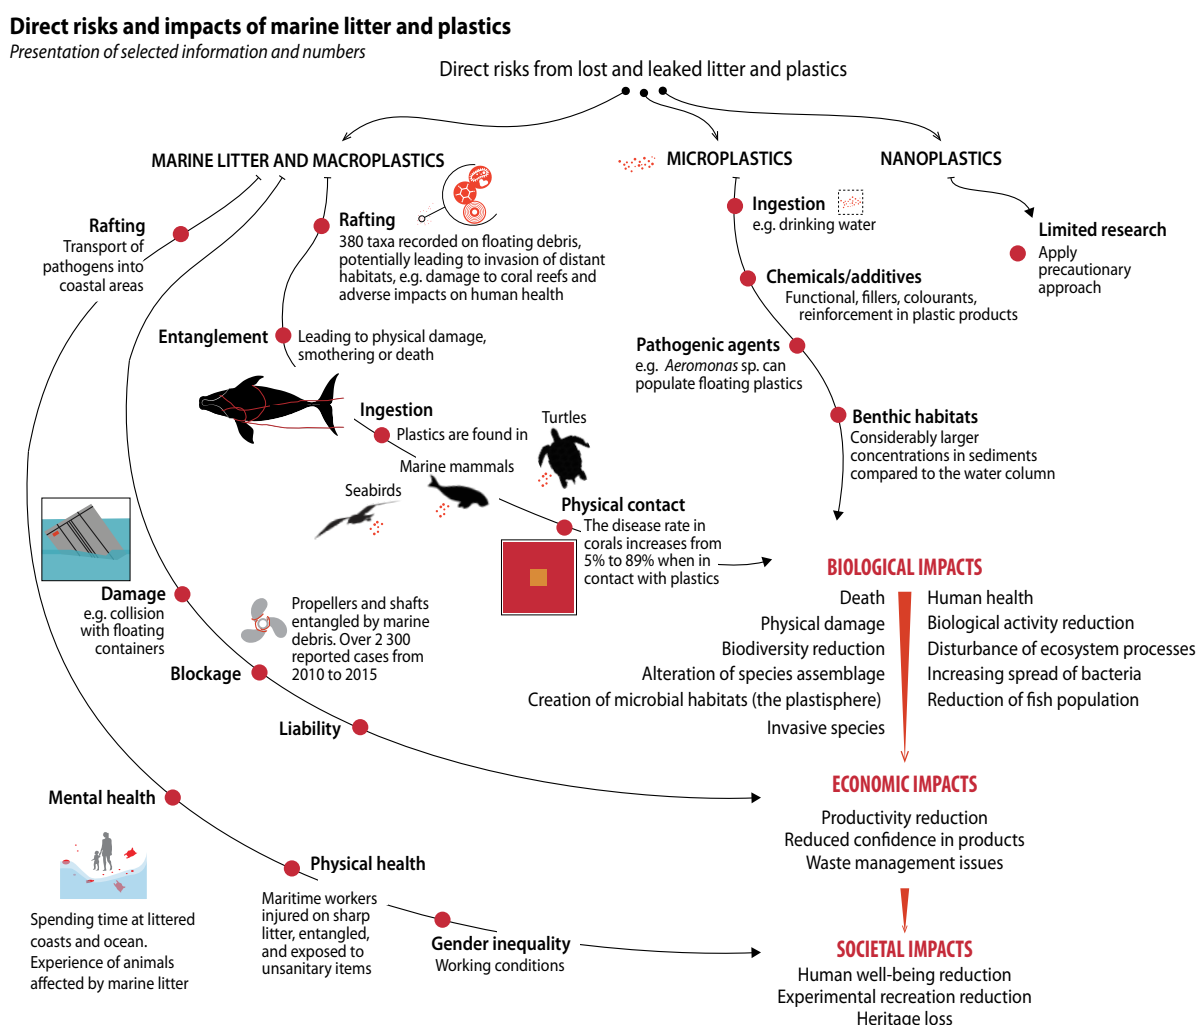 Direct risks and impacts of marine litter and plastics
Presentation of selected information and numbers
Direct risks from lost and leaked litter and plastics
MARINE LITTER AND MACROPLASTICS
MICROPLASTICS
NANOPLASTICS
Rafting
Transport of
pathogens into
coastal areas
Rafting
380 taxa recorded on floating debris,
potentially leading to invasion of distant
habitats, e.g. damage to coral reefs and
adverse impacts on human health
Entanglement
Leading to physical damage,
smothering or death
Ingestion
Plastics are found in
Turtles
Marine mammals
Seabirds
Physical contact
The disease rate in
corals increases from
5% to 89% when in
contact with plastics
Ingestion
e.g. drinking water
Chemicals/additives
Functional, fillers, colourants,
reinforcement in plastic products
Pathogenic agents
e.g. Aeromonas sp. can
populate floating plastics
Benthic habitats
Considerably larger
concentrations in sediments
compared to the water column
Limited research
Apply
precautionary
approach
Damage
e.g. collision
with floating
containers
Propellers and shafts
entangled by marine
debris. Over 2 300
reported cases from
2010 to 2015
Blockage
Liability
Mental health
Spending time at littered
coasts and ocean.
Experience of animals
affected by marine litter
Physical health
Maritime workers
injured on sharp
litter, entangled,
and exposed to
unsanitary items
Gender inequality
Working conditions
BIOLOGICAL IMPACTS
Death
Physical damage
Biodiversity reduction
Alteration of species assemblage
Creation of microbial habitats (the plastisphere)
Invasive species
Human health
Biological activity reduction
Disturbance of ecosystem processes
Increasing spread of bacteria
Reduction of fish population
ECONOMIC IMPACTS
Productivity reduction
Reduced confidence in products
Waste management issues
SOCIETAL IMPACTS
Human well-being reduction
Experimental recreation reduction
Heritage loss